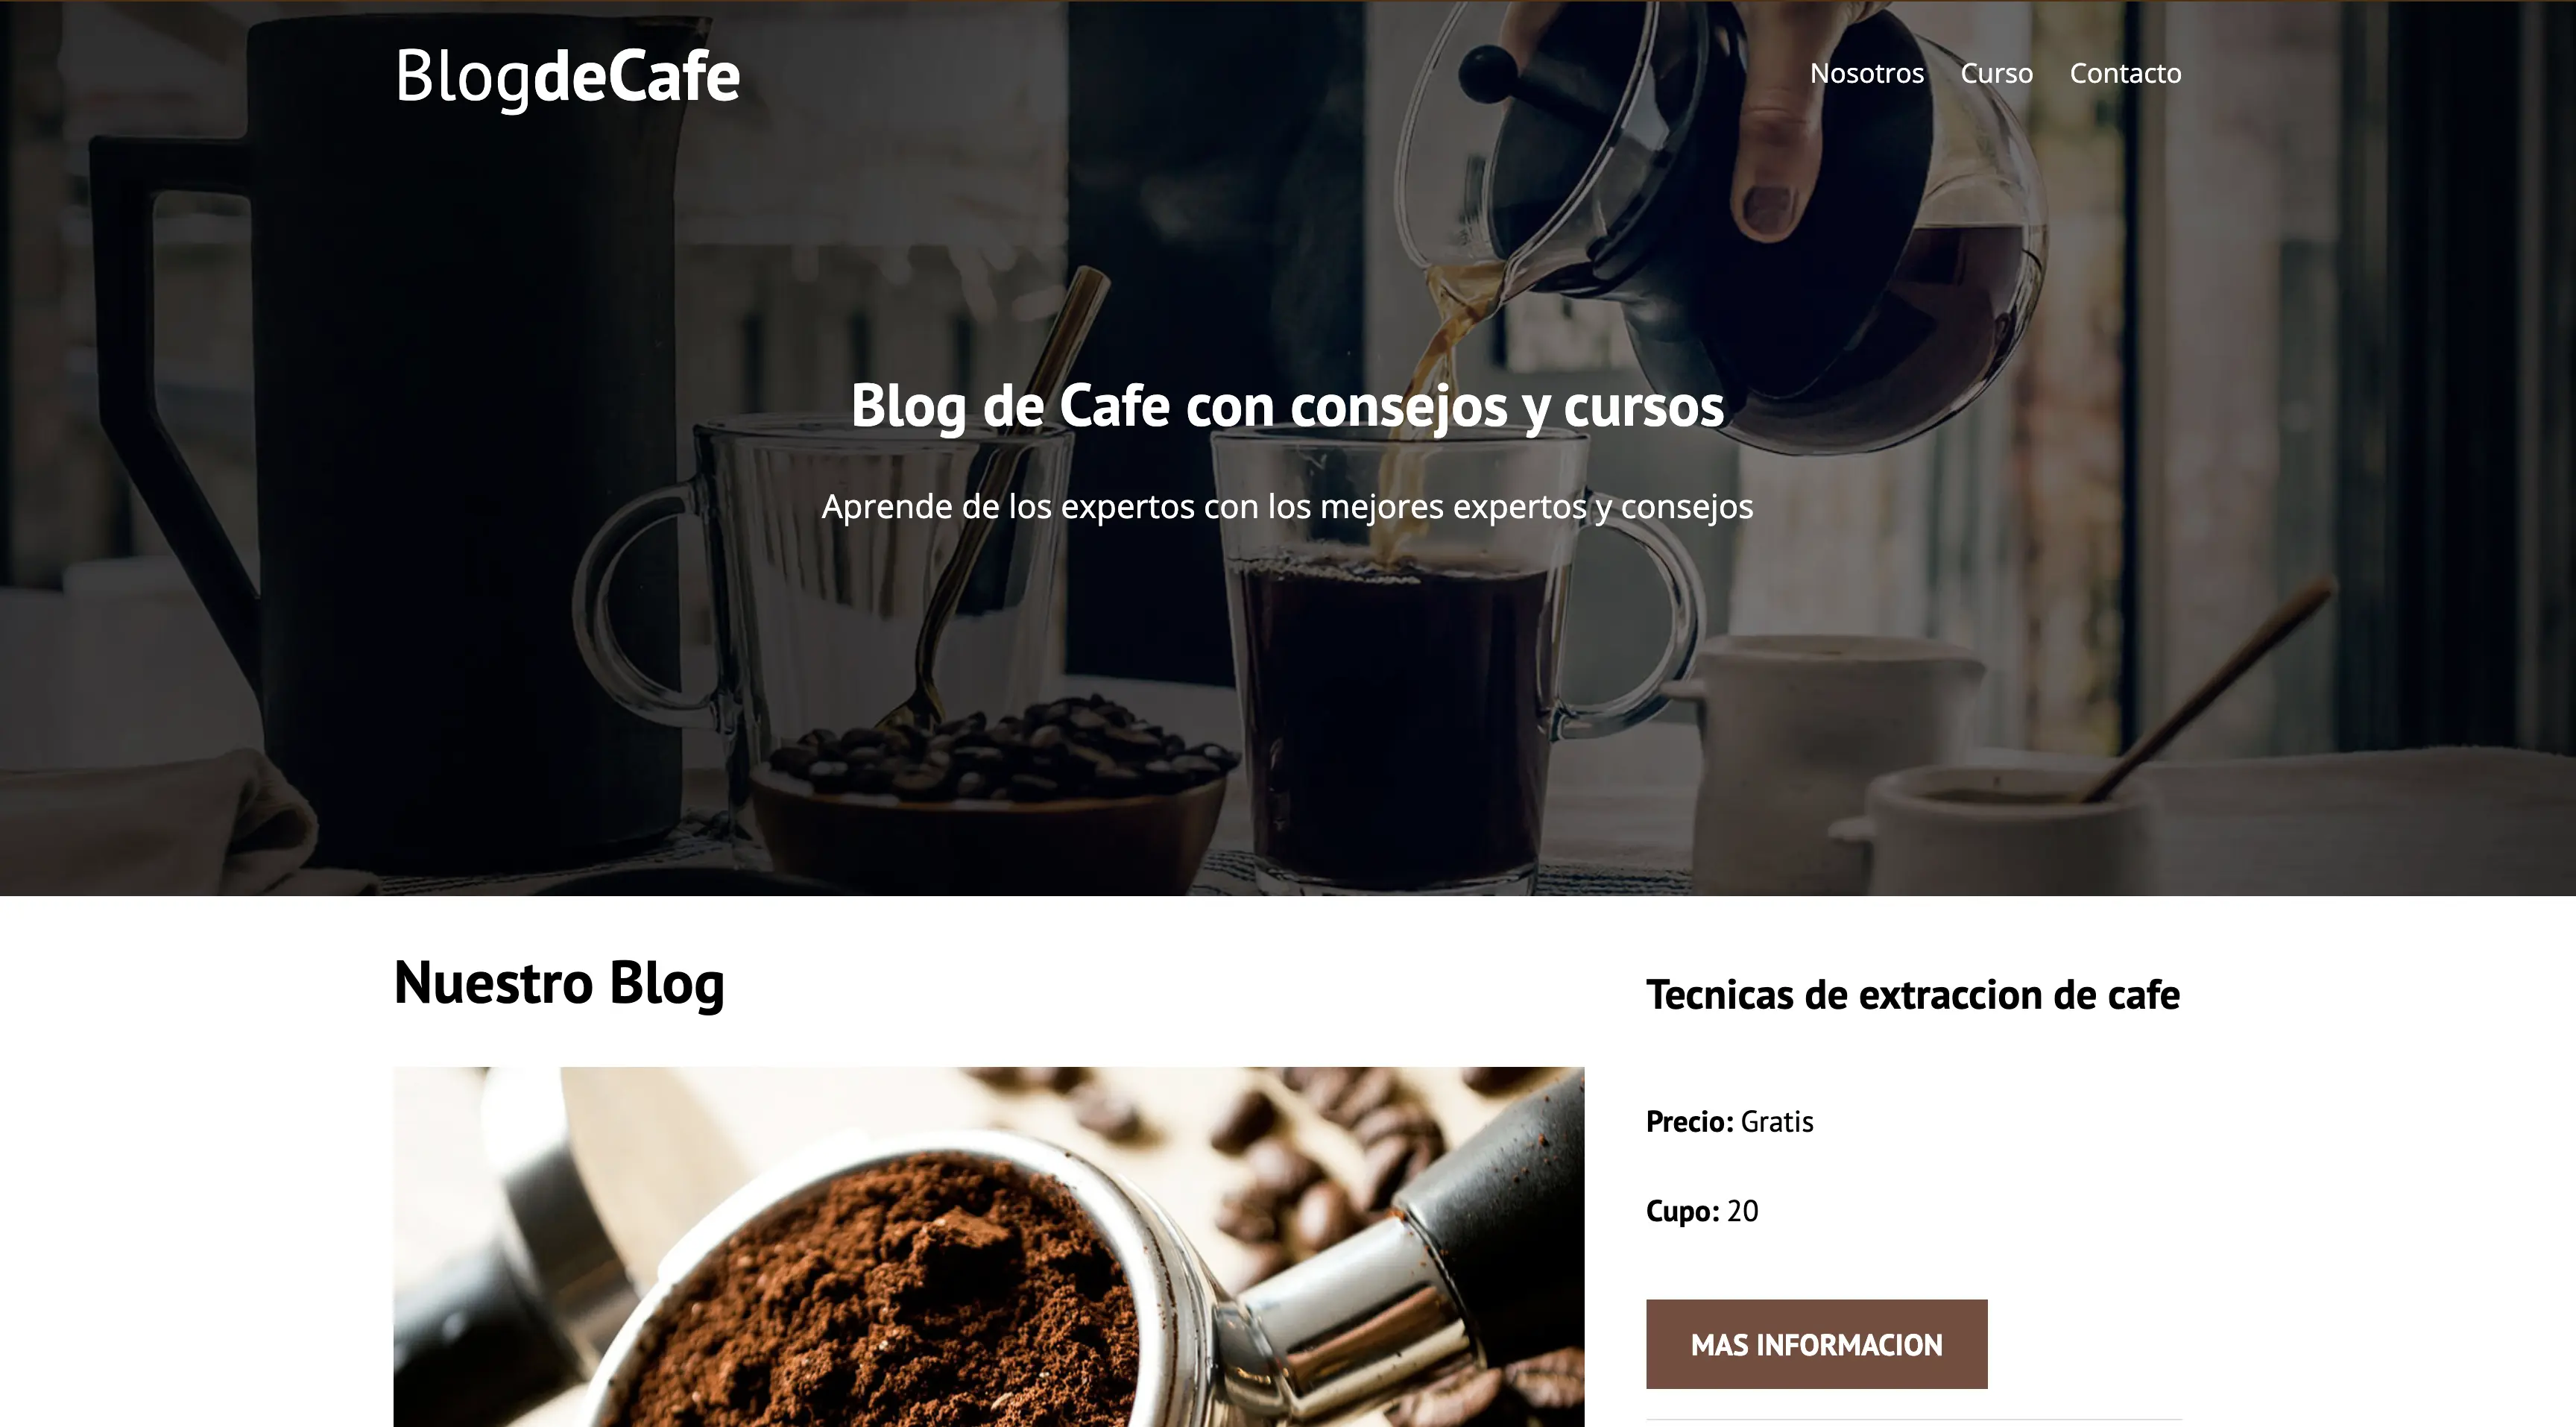 BlogdeCafe
Nosotros Curso Contacto
Blog de Cafe con consejos y cursos
Aprende de los expertos con los mejores expertos y consejos
Nuestro Blog
Tecnicas de extraccion de cafe
Precio: Gratis
Cupo: 20
MAS INFORMACION